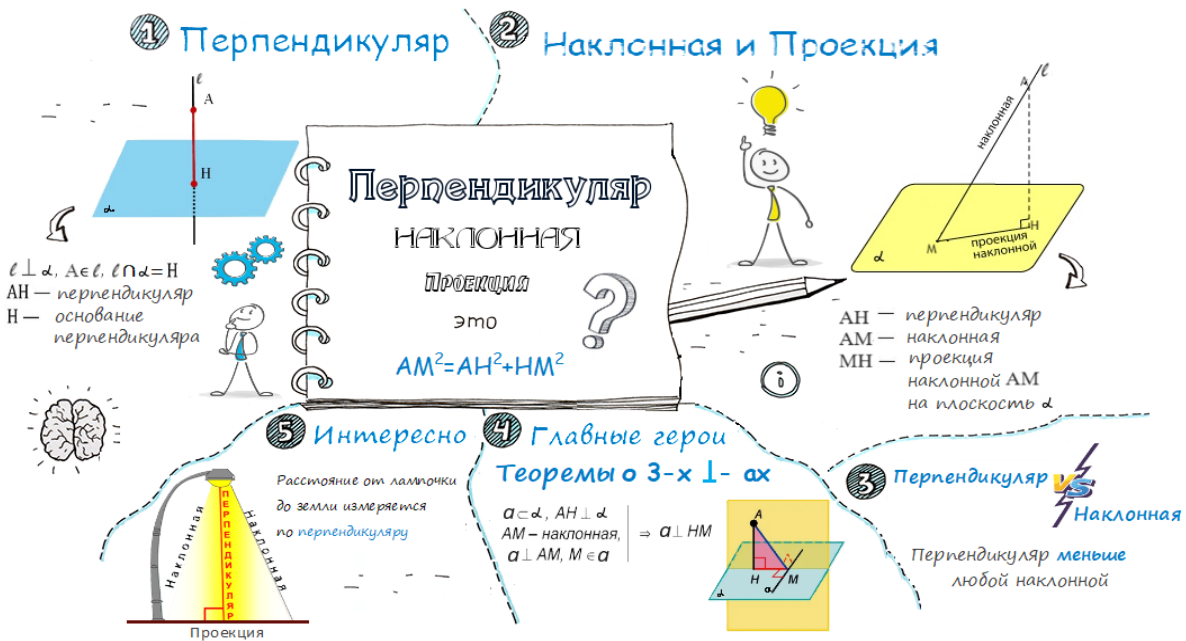 1 Перпендикуляр
ℓ
A
H
α
ℓ ⊥ α, A ∈ ℓ, ℓ ∩ α = H
AH — перпендикуляр
H — основание
перпендикуляра
2 Наклонная и Проекция
A ℓ
наклонная
M
H
проекция
наклонной
α
AH — перпендикуляр
AM — наклонная
MH — проекция
наклонной AM
на плоскость α
i
Перпендикуляр
НАКЛОННАЯ
Проекция
это
?
AM²=AH²+HM²
3 Перпендикуляр
VS
Наклонная
Перпендикуляр меньше
любой наклонной
4 Главные герои
Теоремы о 3-х ⊥- ах
a ⊂ α, AH ⊥ α
AM – наклонная,
a ⊥ AM, M ∈ a
⇒ a ⊥ HM
A
H
M
a
α
5 Интересно
Расстояние от лампочки
до земли измеряется
по перпендикуляру
Наклонная
ПЕРПЕНДИКУЛЯР
Наклонная
Проекция